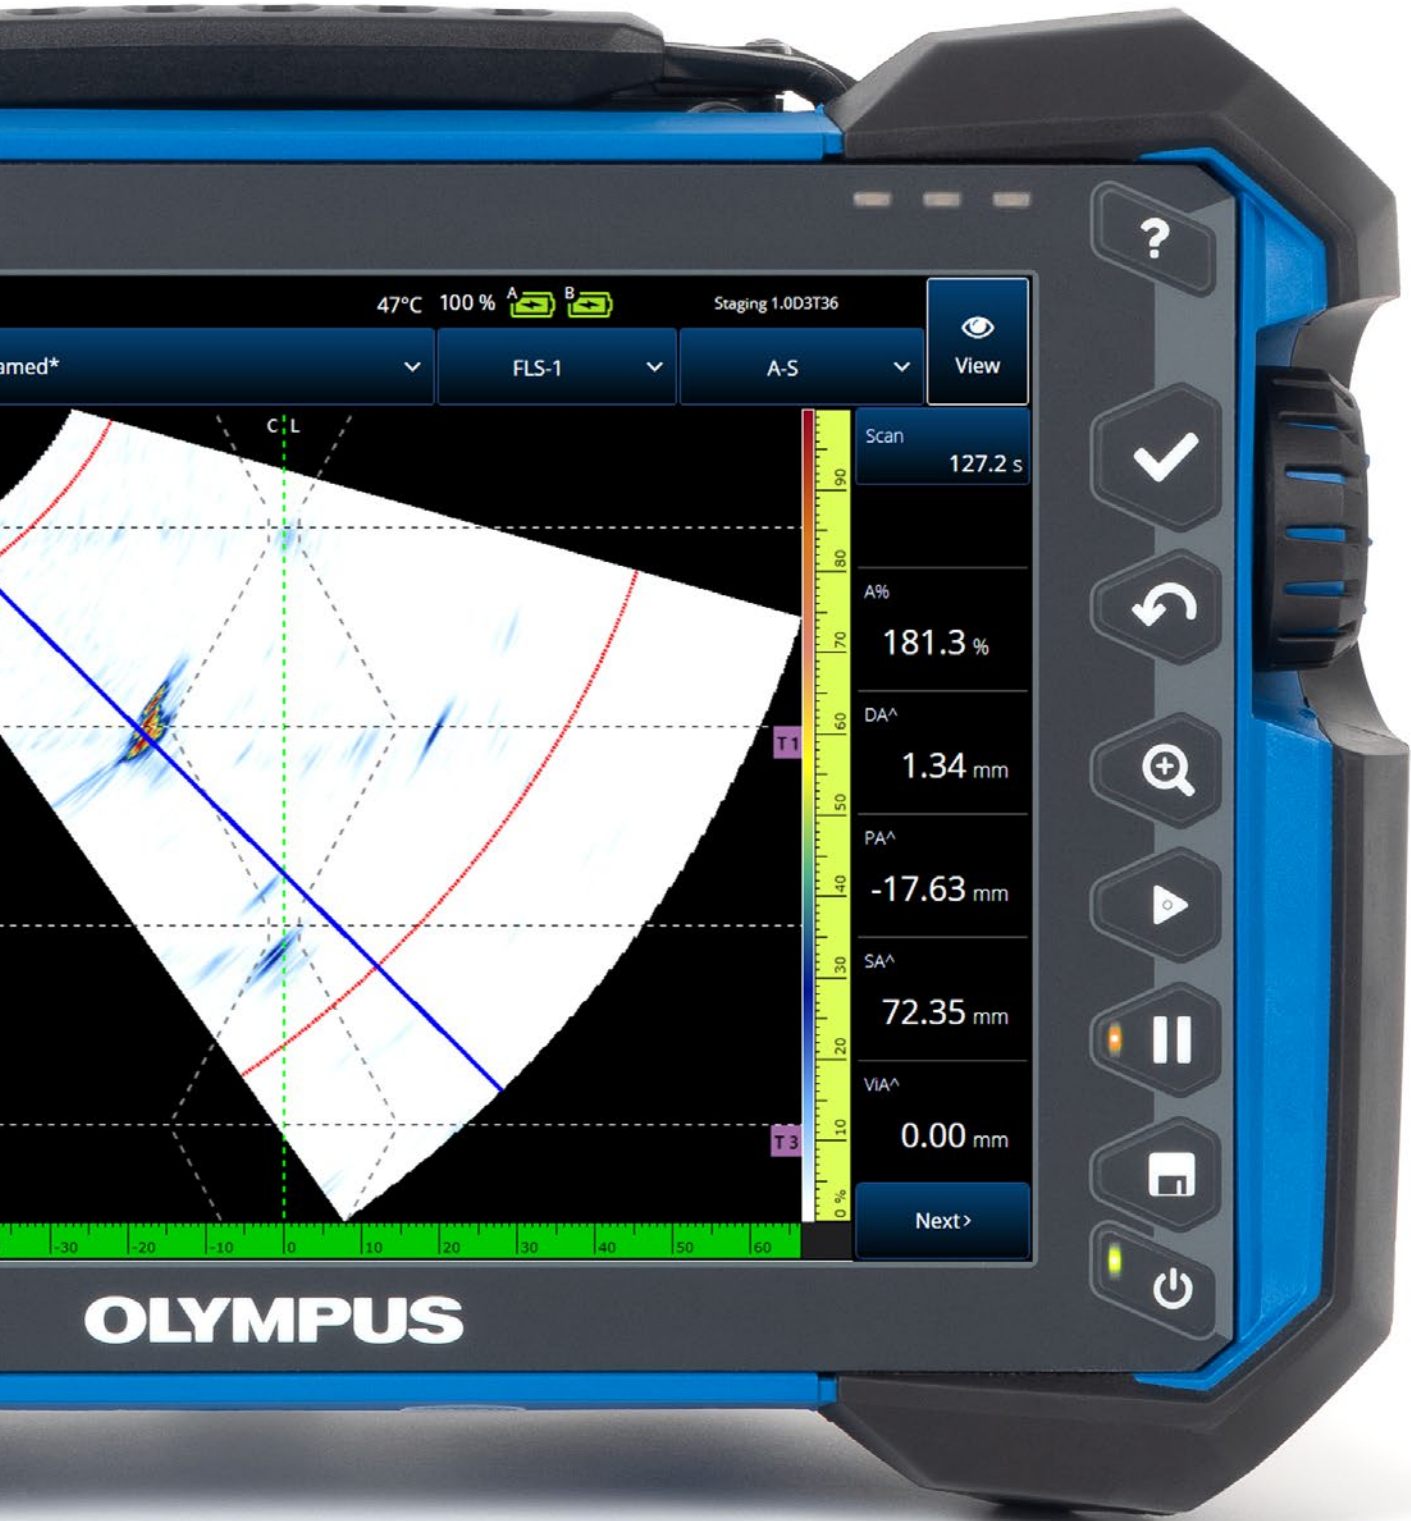 ?
47°C 100 % A B Staging 1.0D3T36
amed* FLS-1 A-S View
C L
Scan
127.2 s
A%
181.3 %
DA^
1.34 mm
PA^
-17.63 mm
SA^
72.35 mm
ViA^
0.00 mm
Next>
90
80
70
60
50
40
30
20
10
0 %
T 1
T 3
-30 -20 -10 0 10 20 30 40 50 60
OLYMPUS